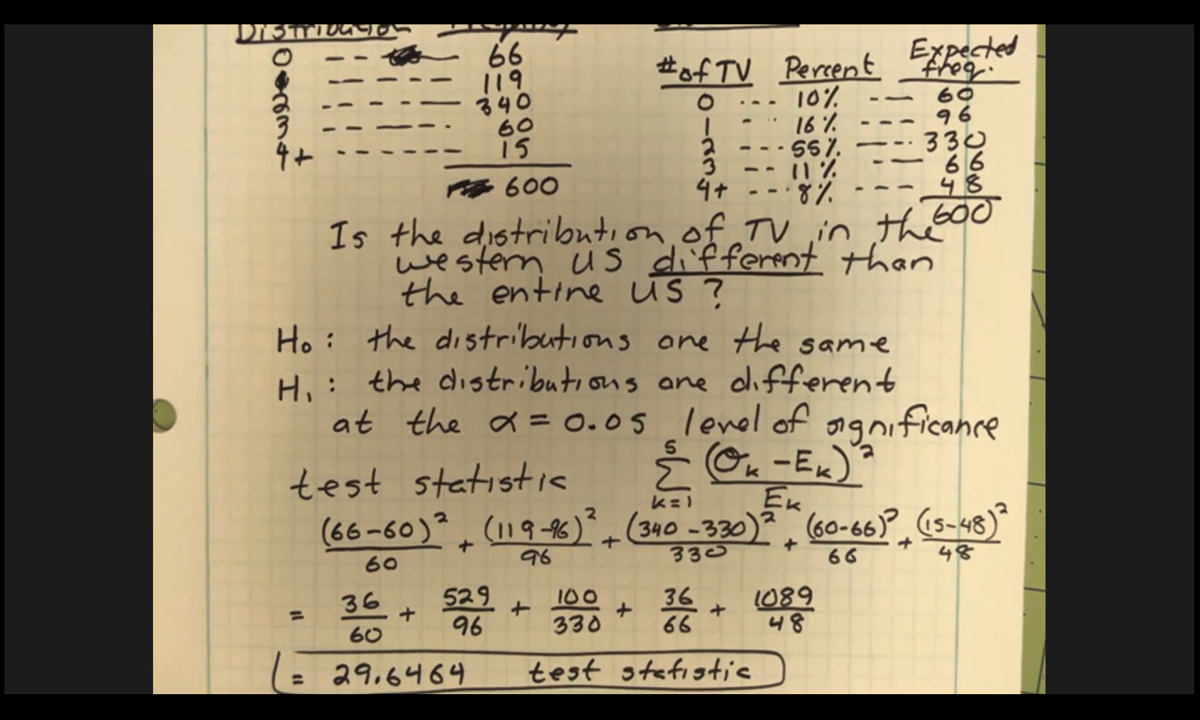 Distribution Frequency
0 -- 66
1 ------ 119
2 ------ 340
3 ------ 60
4+ ------ 15
600
# of TV Percent Expected freq.
0 ... 10% -- 60
1 ... 16% --- 96
2 --- 55% ---- 330
3 -- 11% --- 66
4+ --- 8% ---- 48
600
Is the distribution of TV in the
western US different than
the entire US?
H₀: the distributions are the same
H₁: the distributions are different
at the α = 0.05 level of significance
test statistic 5 Σ k=1 (Oₖ - Eₖ)² / Eₖ
(66-60)²/60 + (119-96)²/96 + (340-330)²/330 + (60-66)²/66 + (15-48)²/48
= 36/60 + 529/96 + 100/330 + 36/66 + 1089/48
= 29.6464 test statistic